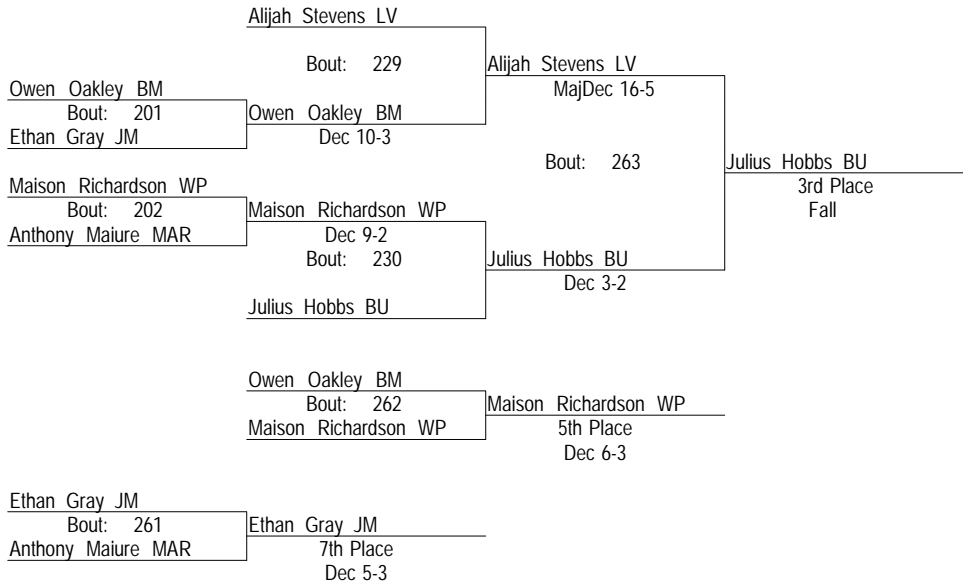 Alijah Stevens LV
Bout: 229
Alijah Stevens LV
MajDec 16-5
Owen Oakley BM
Bout: 201
Ethan Gray JM
Owen Oakley BM
Dec 10-3
Bout: 263
Julius Hobbs BU
3rd Place
Fall
Maison Richardson WP
Bout: 202
Anthony Maiure MAR
Maison Richardson WP
Dec 9-2
Bout: 230
Julius Hobbs BU
Dec 3-2
Julius Hobbs BU
Owen Oakley BM
Bout: 262
Maison Richardson WP
Maison Richardson WP
5th Place
Dec 6-3
Ethan Gray JM
Bout: 261
Anthony Maiure MAR
Ethan Gray JM
7th Place
Dec 5-3